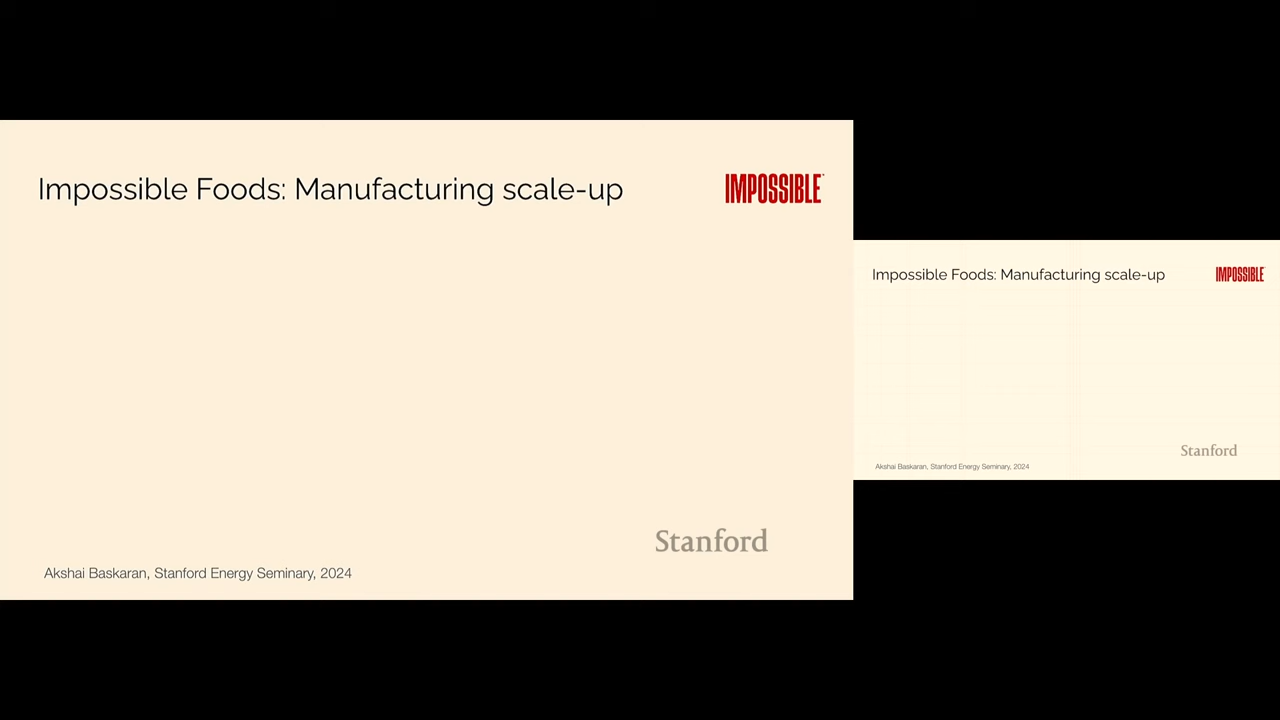 Impossible Foods: Manufacturing scale-up
IMPOSSIBLE
Stanford
Akshai Baskaran, Stanford Energy Seminary, 2024
Impossible Foods: Manufacturing scale-up
IMPOSSIBLE
Stanford
Akshai Baskaran, Stanford Energy Seminary, 2024